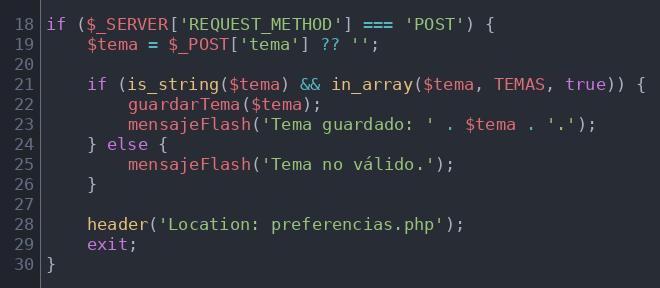 18 if ($_SERVER['REQUEST_METHOD'] === 'POST') {
19     $tema = $_POST['tema'] ?? '';
20
21     if (is_string($tema) && in_array($tema, TEMAS, true)) {
22         guardarTema($tema);
23         mensajeFlash('Tema guardado: ' . $tema . '.');
24     } else {
25         mensajeFlash('Tema no válido.');
26     }
27
28     header('Location: preferencias.php');
29     exit;
30 }